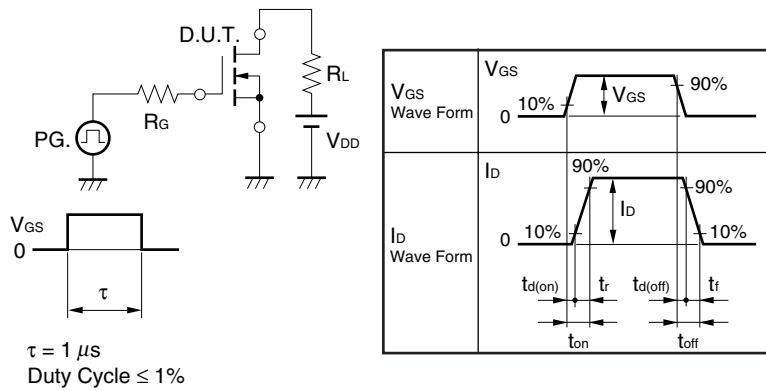 D.U.T.
RL
RG
PG.
VDD
VGS
0
τ
τ = 1 μs
Duty Cycle ≤ 1%
VGS
Wave Form
VGS
10%
0
VGS
90%
ID
Wave Form
ID
90%
90%
ID
10%
0
10%
td(on)
tr
td(off)
tf
ton
toff